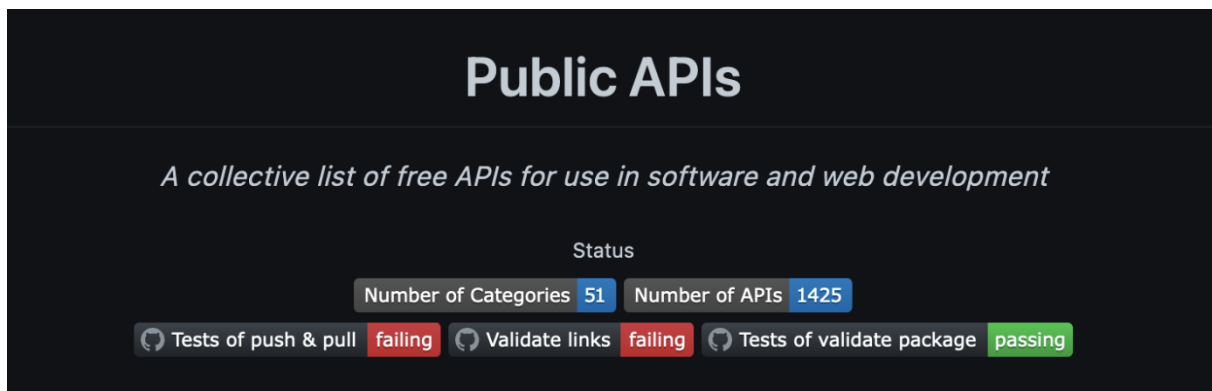 Public APIs
A collective list of free APIs for use in software and web development
Status
Number of Categories 51 Number of APIs 1425
Tests of push & pull failing Validate links failing Tests of validate package passing